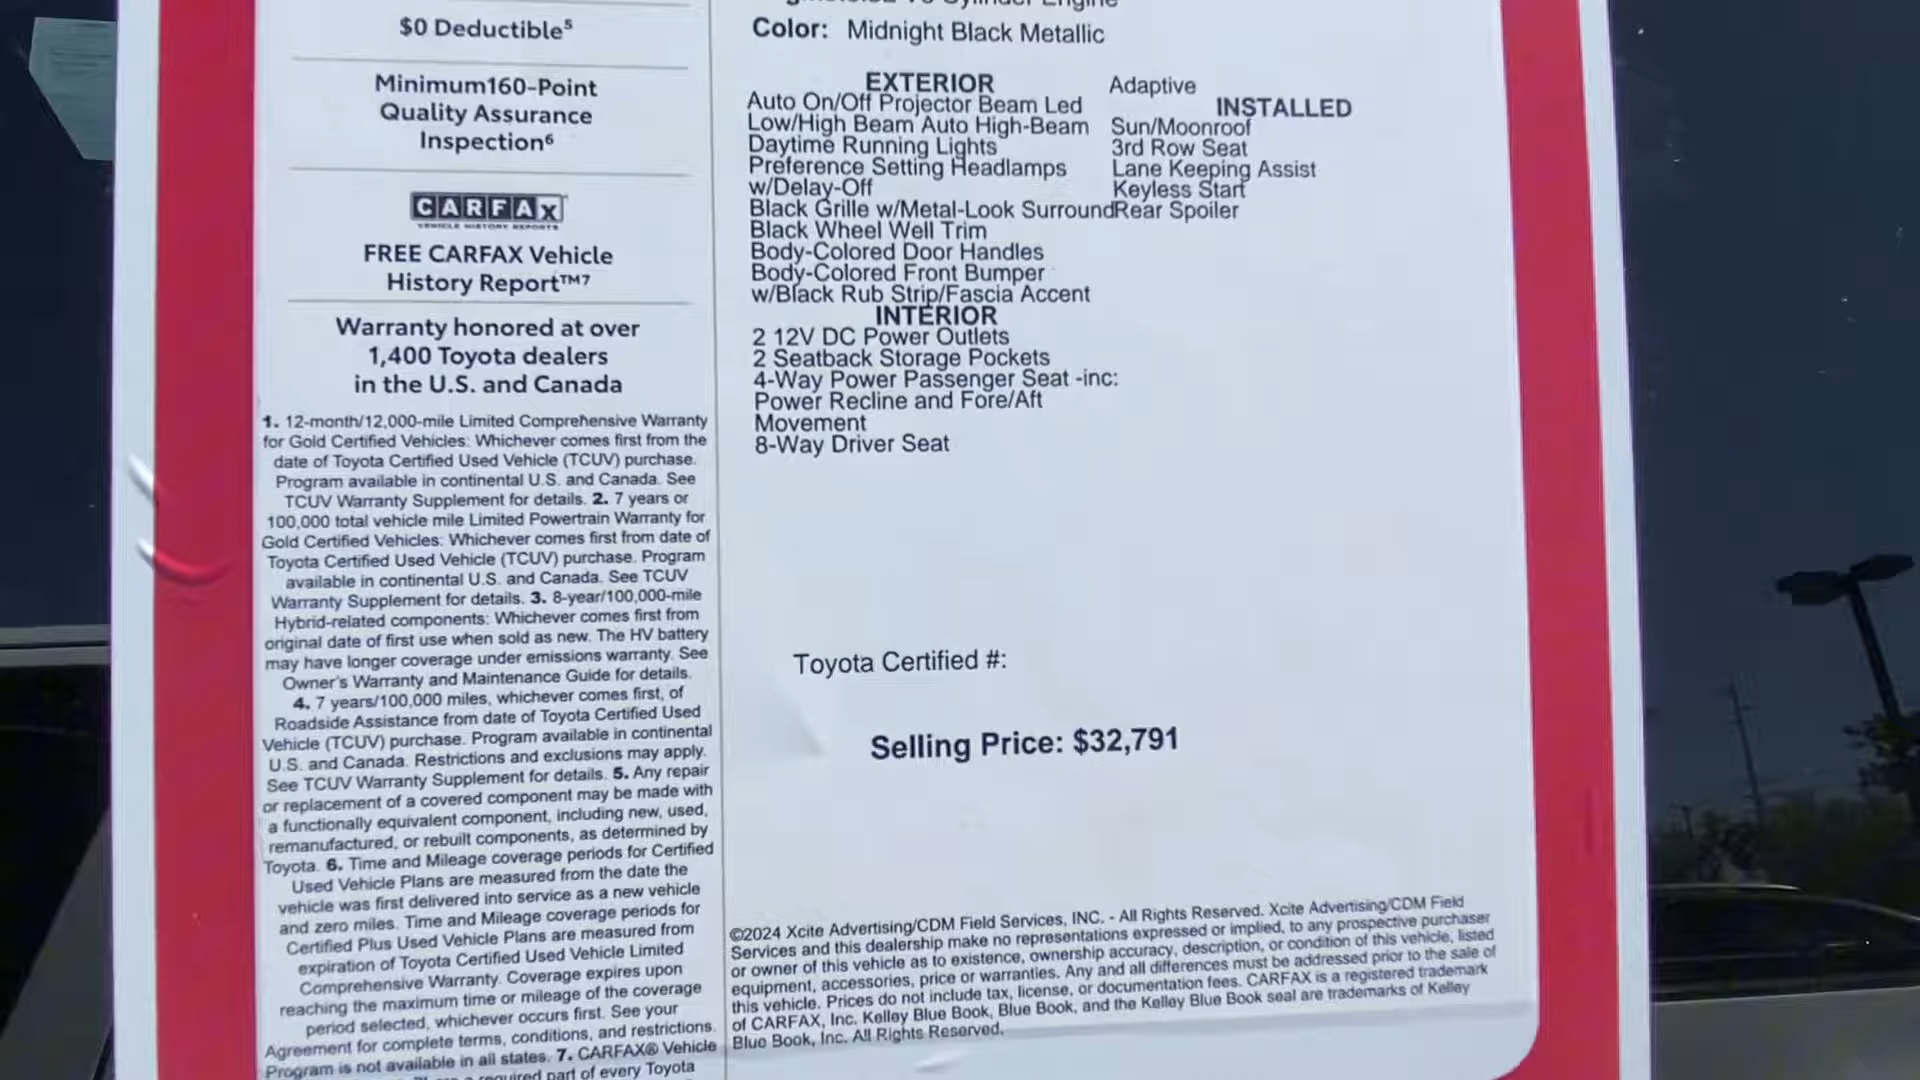 $0 Deductible⁵
Minimum160-Point
Quality Assurance
Inspection⁶
CARFAX
VEHICLE HISTORY REPORTS
FREE CARFAX Vehicle
History Report™⁷
Warranty honored at over
1,400 Toyota dealers
in the U.S. and Canada
1. 12-month/12,000-mile Limited Comprehensive Warranty
for Gold Certified Vehicles: Whichever comes first from the
date of Toyota Certified Used Vehicle (TCUV) purchase.
Program available in continental U.S. and Canada. See
TCUV Warranty Supplement for details. 2. 7 years or
100,000 total vehicle mile Limited Powertrain Warranty for
Gold Certified Vehicles: Whichever comes first from date of
Toyota Certified Used Vehicle (TCUV) purchase. Program
available in continental U.S. and Canada. See TCUV
Warranty Supplement for details. 3. 8-year/100,000-mile
Hybrid-related components: Whichever comes first from
original date of first use when sold as new. The HV battery
may have longer coverage under emissions warranty. See
Owner's Warranty and Maintenance Guide for details.
4. 7 years/100,000 miles, whichever comes first, of
Roadside Assistance from date of Toyota Certified Used
Vehicle (TCUV) purchase. Program available in continental
U.S. and Canada. Restrictions and exclusions may apply.
See TCUV Warranty Supplement for details. 5. Any repair
or replacement of a covered component may be made with
a functionally equivalent component, including new, used,
remanufactured, or rebuilt components, as determined by
Toyota. 6. Time and Mileage coverage periods for Certified
Used Vehicle Plans are measured from the date the
vehicle was first delivered into service as a new vehicle
and zero miles. Time and Mileage coverage periods for
Certified Plus Used Vehicle Plans are measured from
expiration of Toyota Certified Used Vehicle Limited
Comprehensive Warranty. Coverage expires upon
reaching the maximum time or mileage of the coverage
period selected, whichever occurs first. See your
Agreement for complete terms, conditions, and restrictions.
Program is not available in all states. 7. CARFAX® Vehicle
required part of every Toyota
Cylinder Engine
Color: Midnight Black Metallic
EXTERIOR
Auto On/Off Projector Beam Led
Low/High Beam Auto High-Beam
Daytime Running Lights
Preference Setting Headlamps
w/Delay-Off
Black Grille w/Metal-Look Surround
Black Wheel Well Trim
Body-Colored Door Handles
Body-Colored Front Bumper
w/Black Rub Strip/Fascia Accent
INTERIOR
2 12V DC Power Outlets
2 Seatback Storage Pockets
4-Way Power Passenger Seat -inc:
Power Recline and Fore/Aft
Movement
8-Way Driver Seat
Adaptive
INSTALLED
Sun/Moonroof
3rd Row Seat
Lane Keeping Assist
Keyless Start
Rear Spoiler
Toyota Certified #:
Selling Price: $32,791
©2024 Xcite Advertising/CDM Field Services, INC. - All Rights Reserved. Xcite Advertising/CDM Field
Services and this dealership make no representations expressed or implied, to any prospective purchaser
or owner of this vehicle as to existence, ownership accuracy, description, or condition of this vehicle, listed
equipment, accessories, price or warranties. Any and all differences must be addressed prior to the sale of
this vehicle. Prices do not include tax, license, or documentation fees. CARFAX is a registered trademark
of CARFAX, Inc. Kelley Blue Book, Blue Book, and the Kelley Blue Book seal are trademarks of Kelley
Blue Book, Inc. All Rights Reserved.